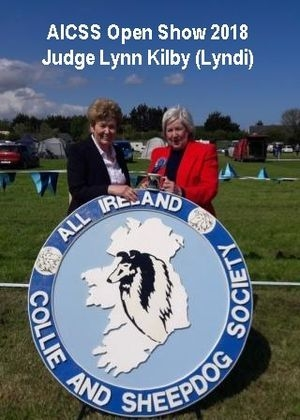 AICSS Open Show 2018
Judge Lynn Kilby (Lyndi)
ALL IRELAND
COLLIE AND SHEEPDOG SOCIETY